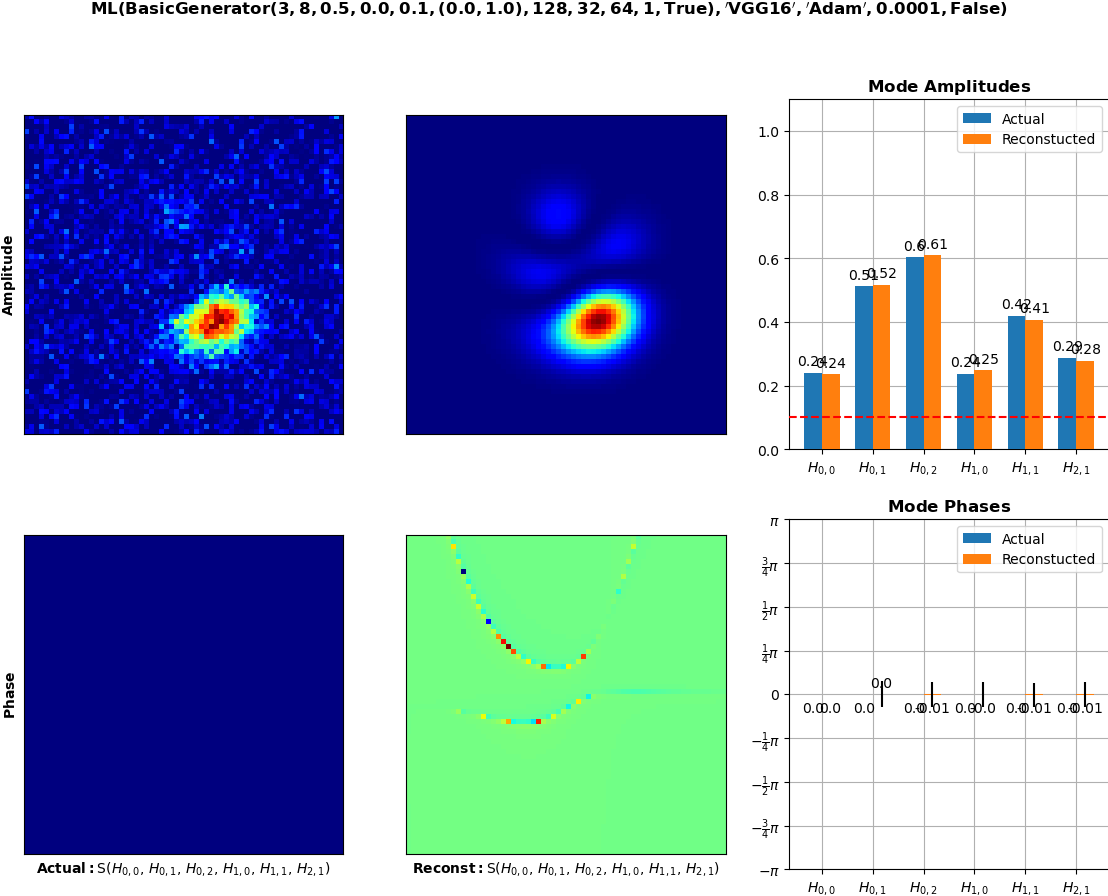 ML(BasicGenerator(3, 8, 0.5, 0.0, 0.1, (0.0, 1.0), 128, 32, 64, 1, True), ′VGG16′, ′Adam′, 0.0001, False)
Amplitude
Mode Amplitudes
Actual
Reconstucted
1.0
0.8
0.6
0.4
0.2
0.0
0.24 0.24
0.51 0.52
0.6 0.61
0.24 0.25
0.42 0.41
0.29 0.28
H0,0 H0,1 H0,2 H1,0 H1,1 H2,1
Phase
Actual: S(H0,0, H0,1, H0,2, H1,0, H1,1, H2,1)
Reconst: S(H0,0, H0,1, H0,2, H1,0, H1,1, H2,1)
Mode Phases
Actual
Reconstucted
π
3/4π
1/2π
1/4π
0
−1/4π
−1/2π
−3/4π
−π
0.0 0.0
0.0 0.0
0.0 0.01
0.0 0.0
0.0 0.01
0.0 0.01
H0,0 H0,1 H0,2 H1,0 H1,1 H2,1